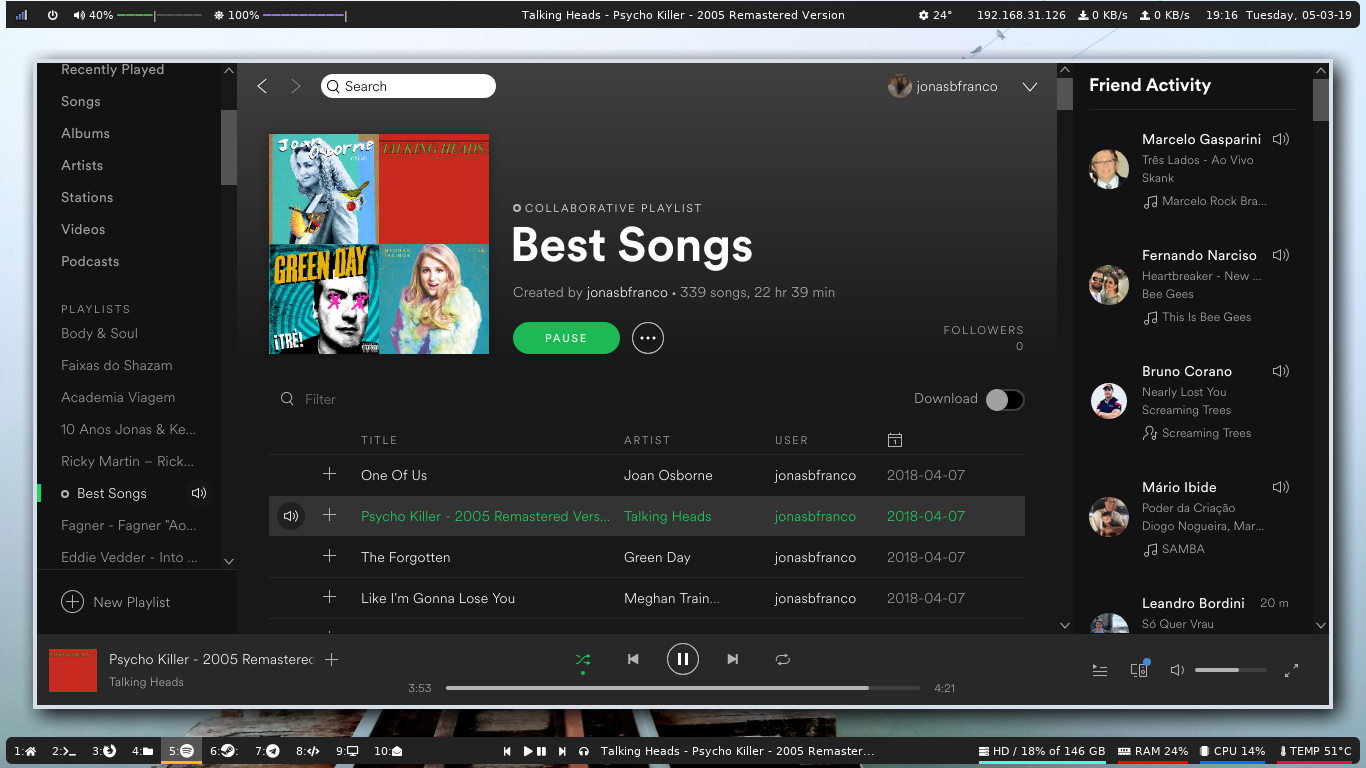 40% 100% Talking Heads - Psycho Killer - 2005 Remastered Version 24° 192.168.31.126 0 KB/s 0 KB/s 19:16 Tuesday, 05-03-19
Recently Played
Songs
Albums
Artists
Stations
Videos
Podcasts
PLAYLISTS
Body & Soul
Faixas do Shazam
Academia Viagem
10 Anos Jonas & Ke...
Ricky Martin – Rick...
Best Songs
Fagner - Fagner "Ao...
Eddie Vedder - Into ...
New Playlist
Search
jonasbfranco
Joan Osborne
relish
TALKING HEADS
GREEN DAY
¡TRÉ!
MEGHAN TRAINOR
COLLABORATIVE PLAYLIST
Best Songs
Created by jonasbfranco • 339 songs, 22 hr 39 min
PAUSE
FOLLOWERS
0
Filter
Download
TITLE ARTIST USER
One Of Us Joan Osborne jonasbfranco 2018-04-07
Psycho Killer - 2005 Remastered Vers... Talking Heads jonasbfranco 2018-04-07
The Forgotten Green Day jonasbfranco 2018-04-07
Like I'm Gonna Lose You Meghan Train... jonasbfranco 2018-04-07
Friend Activity
Marcelo Gasparini
Três Lados - Ao Vivo
Skank
Marcelo Rock Bra...
Fernando Narciso
Heartbreaker - New ...
Bee Gees
This Is Bee Gees
Bruno Corano
Nearly Lost You
Screaming Trees
Screaming Trees
Mário Ibide
Poder da Criação
Diogo Nogueira, Mar...
SAMBA
Leandro Bordini 20 m
Só Quer Vrau
Psycho Killer - 2005 Remastered
Talking Heads
3:53 4:21
1: 2: 3: 4: 5: 6: 7: 8: 9: 10: Talking Heads - Psycho Killer - 2005 Remaster... HD / 18% of 146 GB RAM 24% CPU 14% TEMP 51°C